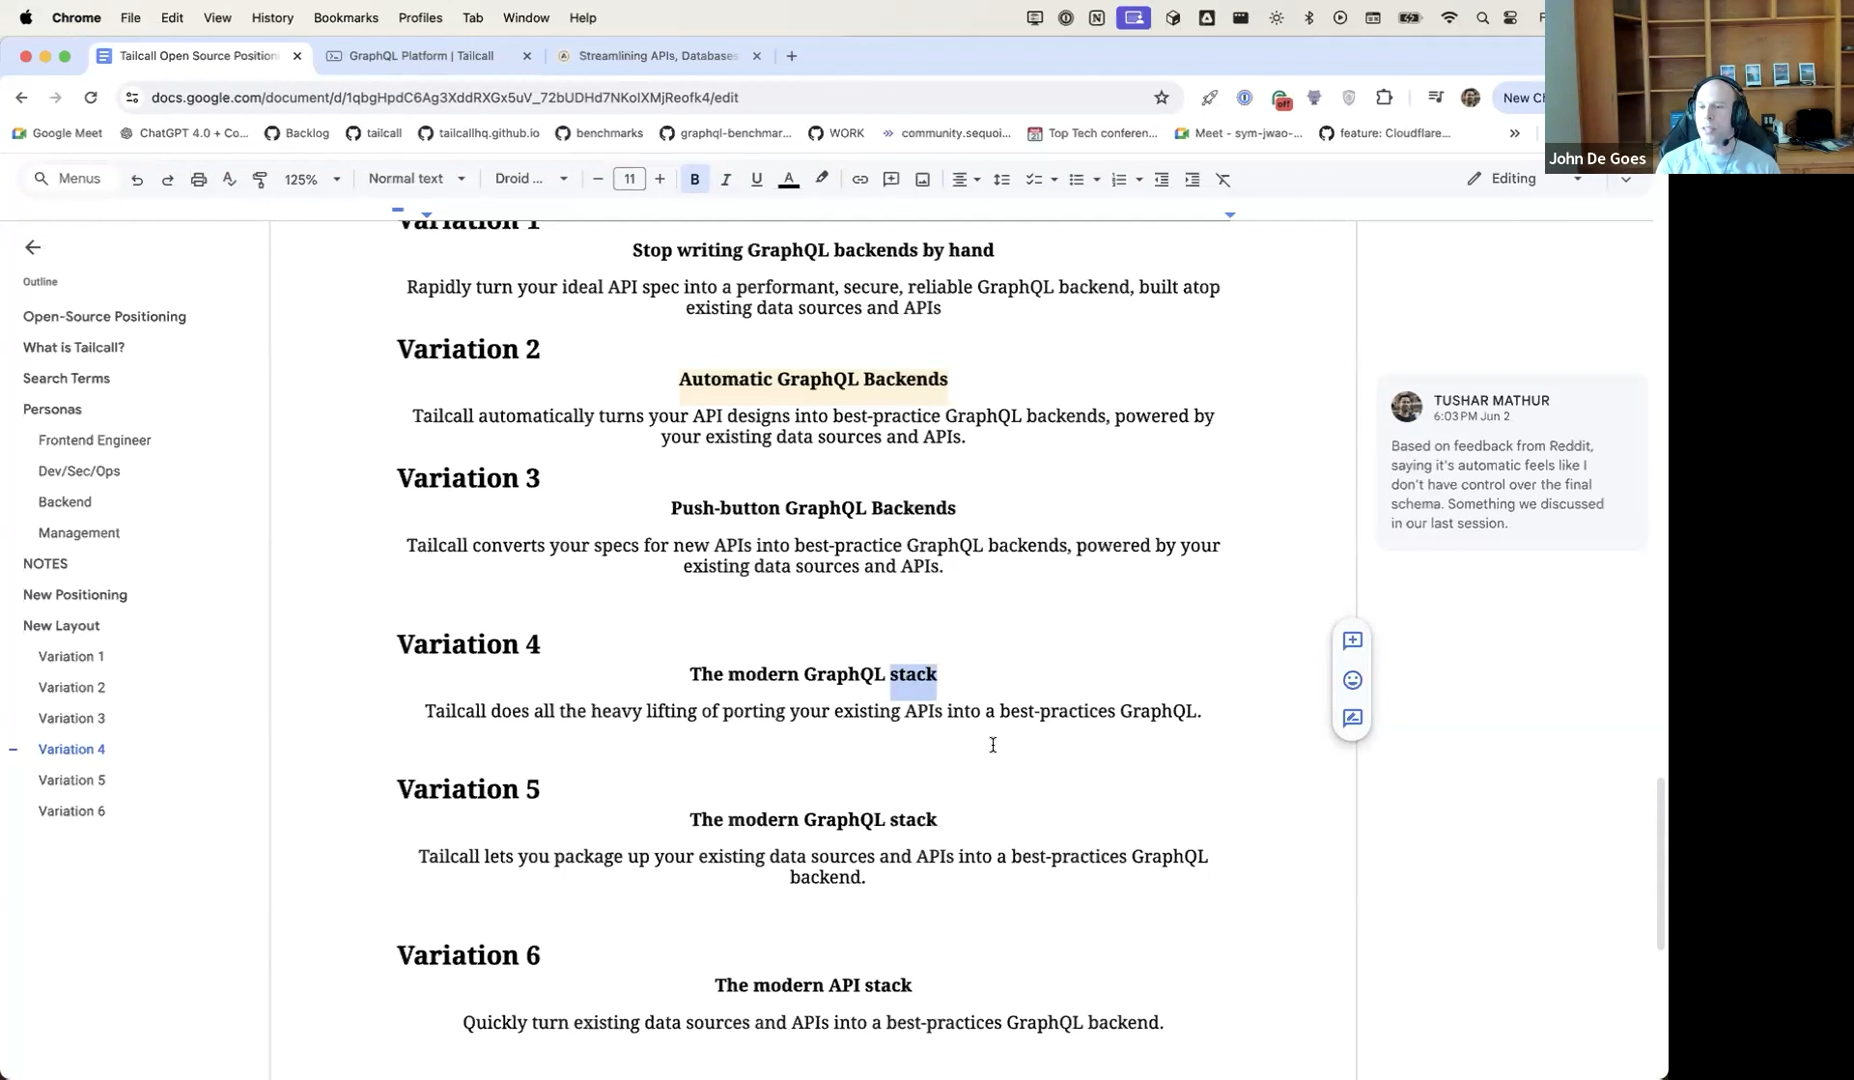 Chrome File Edit View History Bookmarks Profiles Tab Window Help
Tailcall Open Source Position
GraphQL Platform | Tailcall
Streamlining APIs, Databases
docs.google.com/document/d/1qbgHpdC6Ag3XddRXGx5uV_72bUDHd7NKolXMjReofk4/edit
New Ch
Google Meet ChatGPT 4.0 + Co... Backlog tailcall tailcallhq.github.io benchmarks graphql-benchmar... WORK community.sequoi... Top Tech conferen... Meet - sym-jwao-... feature: Cloudflare...
John De Goes
Menus 125% Normal text Droid ... 11 B I U A Editing
off
Outline
Open-Source Positioning
What is Tailcall?
Search Terms
Personas
Frontend Engineer
Dev/Sec/Ops
Backend
Management
NOTES
New Positioning
New Layout
Variation 1
Variation 2
Variation 3
Variation 4
Variation 5
Variation 6
Variation 1
Stop writing GraphQL backends by hand
Rapidly turn your ideal API spec into a performant, secure, reliable GraphQL backend, built atop
existing data sources and APIs
Variation 2
Automatic GraphQL Backends
Tailcall automatically turns your API designs into best-practice GraphQL backends, powered by
your existing data sources and APIs.
Variation 3
Push-button GraphQL Backends
Tailcall converts your specs for new APIs into best-practice GraphQL backends, powered by your
existing data sources and APIs.
Variation 4
The modern GraphQL stack
Tailcall does all the heavy lifting of porting your existing APIs into a best-practices GraphQL.
Variation 5
The modern GraphQL stack
Tailcall lets you package up your existing data sources and APIs into a best-practices GraphQL
backend.
Variation 6
The modern API stack
Quickly turn existing data sources and APIs into a best-practices GraphQL backend.
TUSHAR MATHUR
6:03 PM Jun 2
Based on feedback from Reddit,
saying it's automatic feels like I
don't have control over the final
schema. Something we discussed
in our last session.